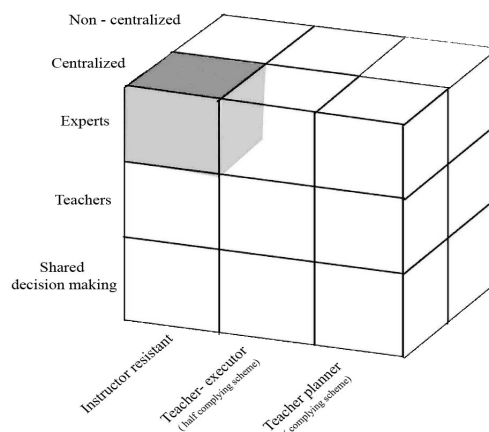 Non - centralized
Centralized
Experts
Teachers
Shared
decision making
Instructor resistant
Teacher- executor
( half complying scheme)
Teacher planner
( complying scheme)